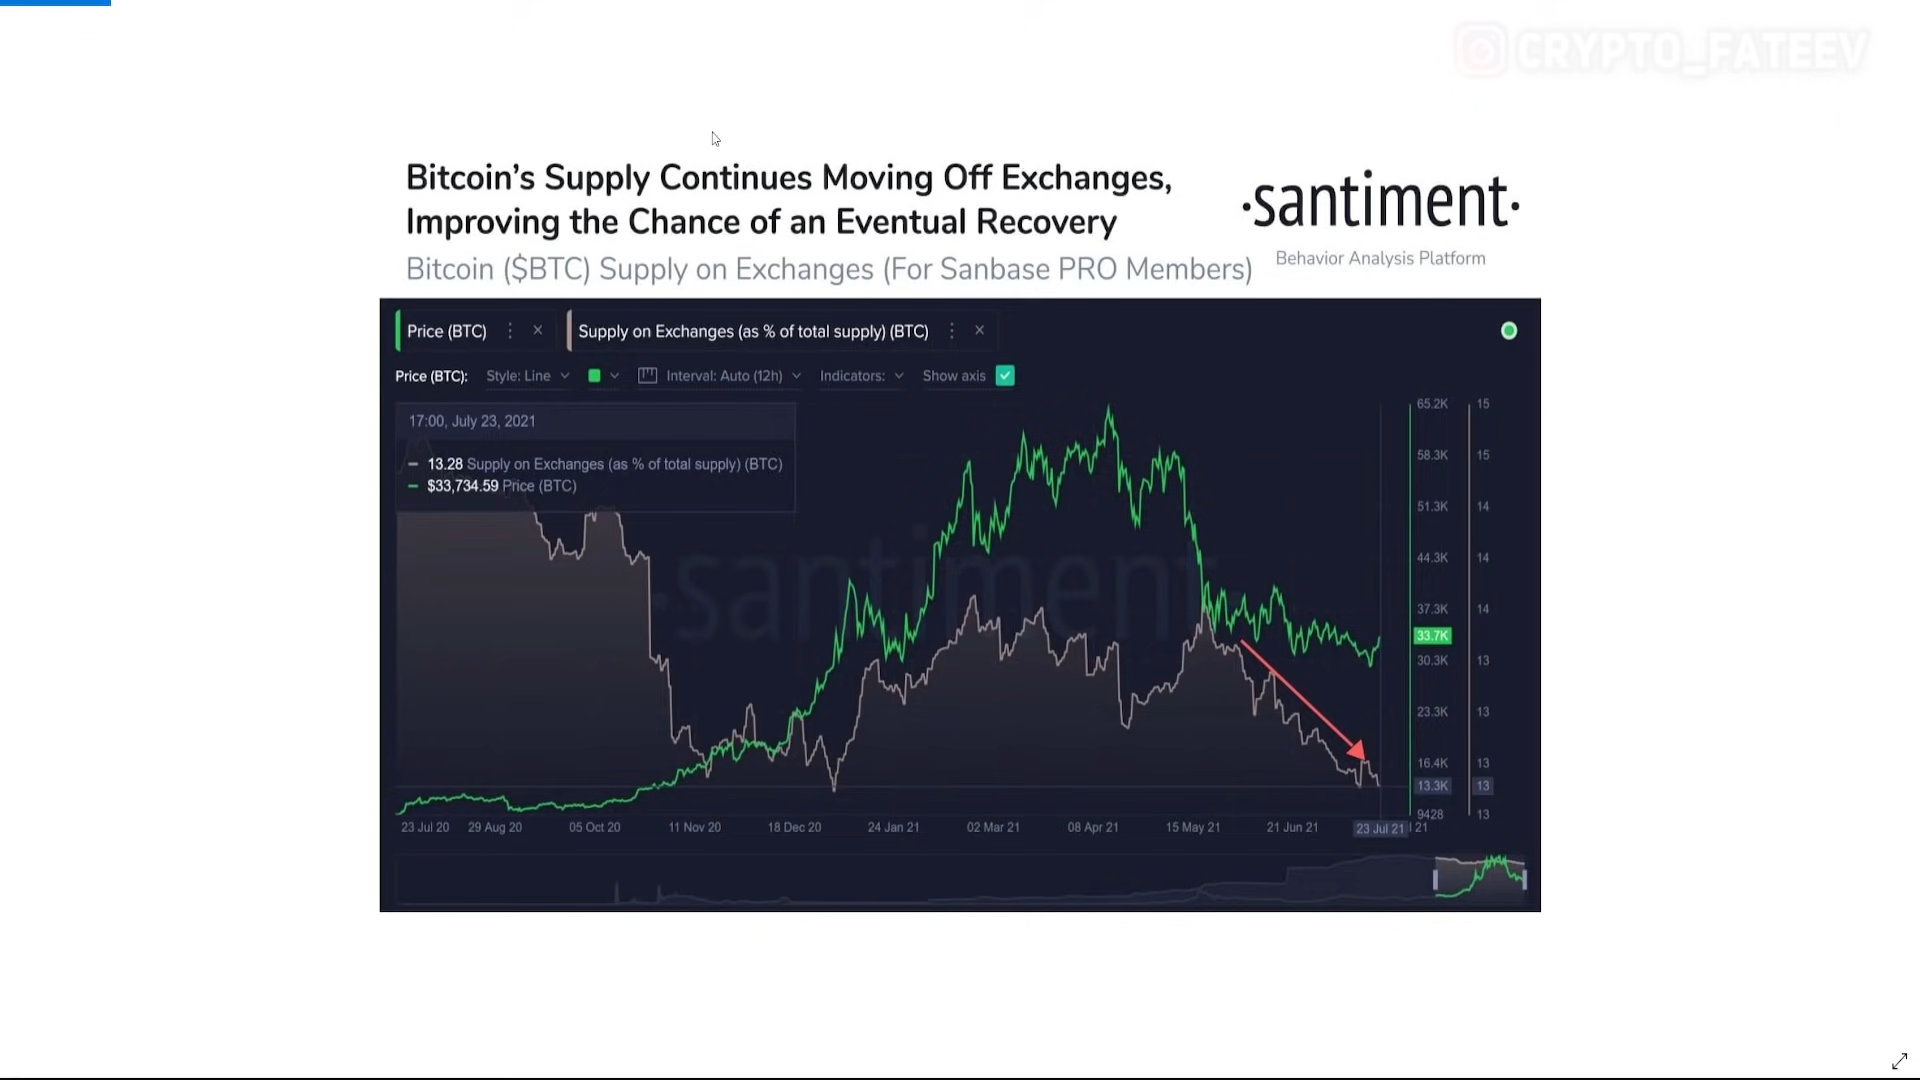 CRYPTO_FATEEV
Bitcoin's Supply Continues Moving Off Exchanges,
Improving the Chance of an Eventual Recovery
Bitcoin ($BTC) Supply on Exchanges (For Sanbase PRO Members)
·santiment·
Behavior Analysis Platform
Price (BTC)
Supply on Exchanges (as % of total supply) (BTC)
Price (BTC): Style: Line Interval: Auto (12h) Indicators: Show axis
17:00, July 23, 2021
13.28 Supply on Exchanges (as % of total supply) (BTC)
$33,734.59 Price (BTC)
·santiment
65.2K 15
58.3K 15
51.3K 14
44.3K 14
37.3K 14
33.7K
30.3K 13
23.3K 13
16.4K 13
13.3K 13
9428 13
23 Jul 20 29 Aug 20 05 Oct 20 11 Nov 20 18 Dec 20 24 Jan 21 02 Mar 21 08 Apr 21 15 May 21 21 Jun 21 23 Jul 21 21